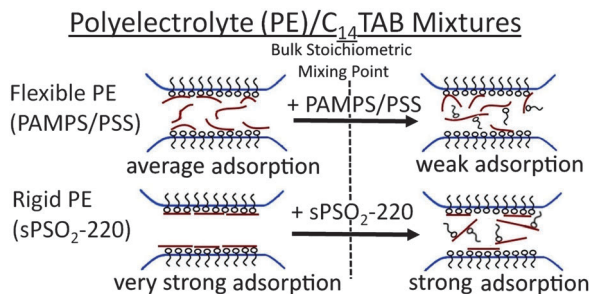 Polyelectrolyte (PE)/C14TAB Mixtures
Bulk Stoichiometric
Mixing Point
Flexible PE
(PAMPS/PSS)
+ PAMPS/PSS
average adsorption
weak adsorption
Rigid PE
(sPSO2-220)
+ sPSO2-220
very strong adsorption
strong adsorption